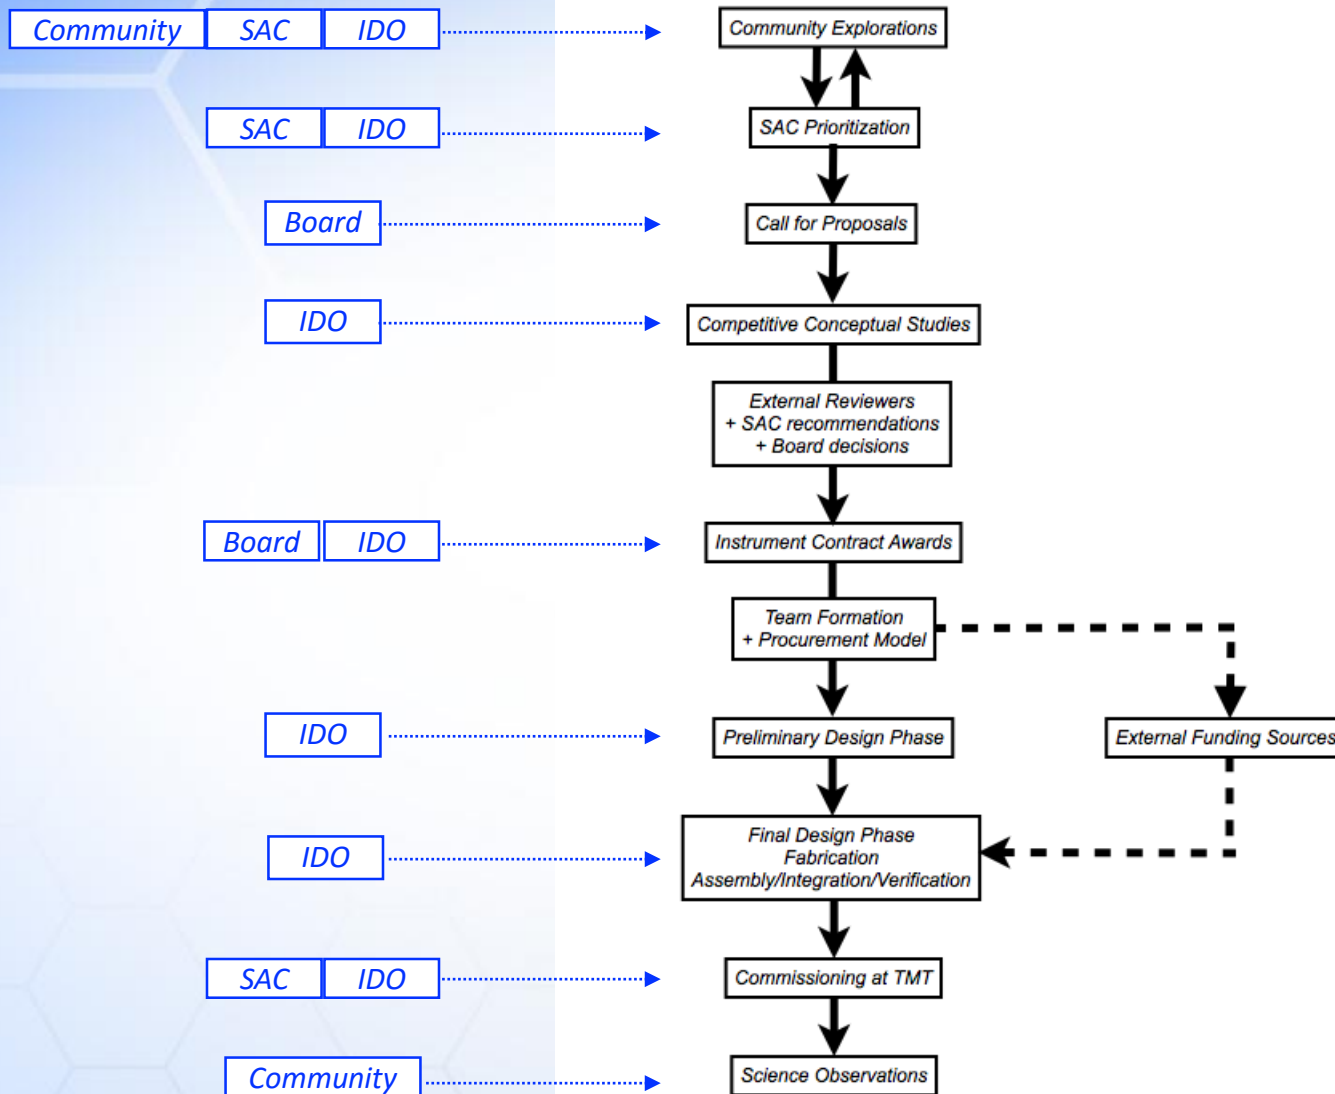 Community SAC IDO Community Explorations
SAC IDO SAC Prioritization
Board Call for Proposals
IDO Competitive Conceptual Studies
External Reviewers
+ SAC recommendations
+ Board decisions
Board IDO Instrument Contract Awards
Team Formation
+ Procurement Model
IDO Preliminary Design Phase External Funding Sources
Final Design Phase
IDO Fabrication
Assembly/Integration/Verification
SAC IDO Commissioning at TMT
Community Science Observations